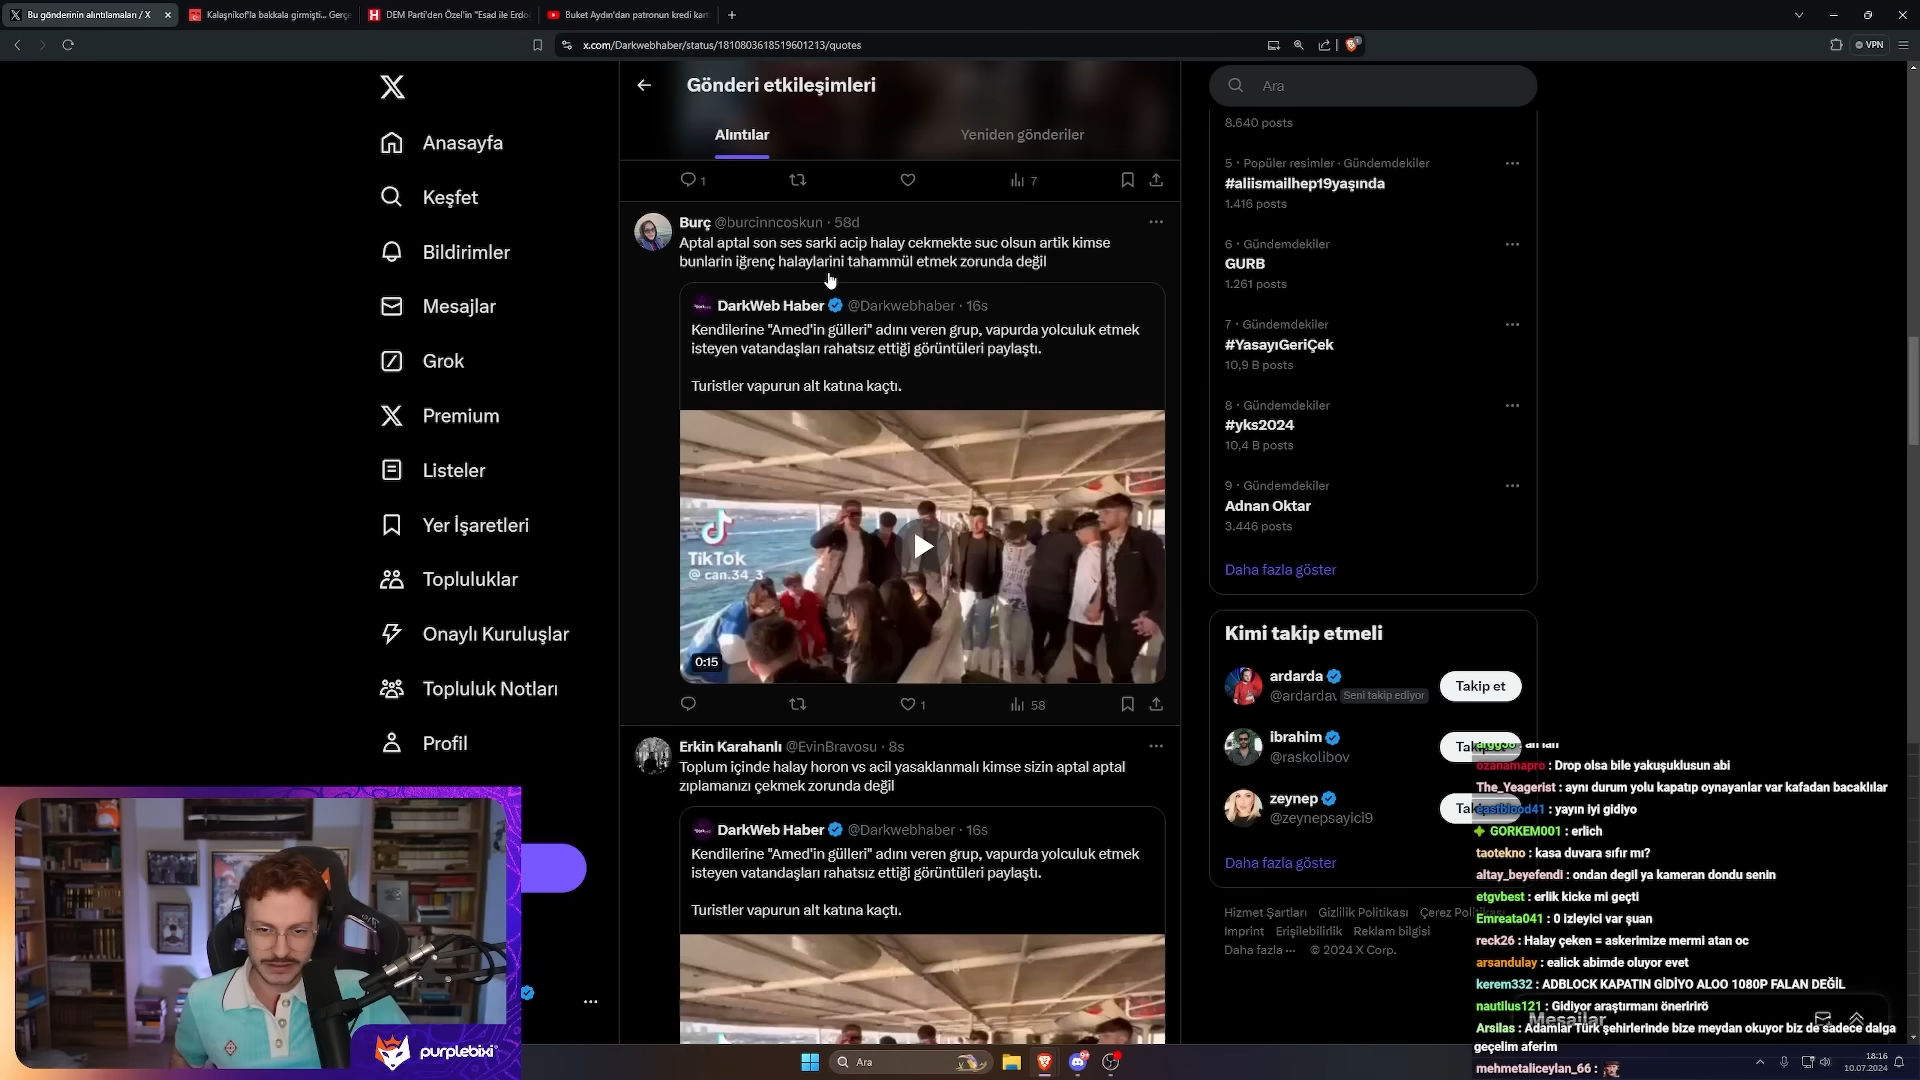 Bu gönderinin alıntılamaları / X
Kalaşnikof'la bakkala girmişti... Gerçe
DEM Parti'den Özel'in "Esad ile Erdo
Buket Aydın'dan patronun kredi kart
x.com/Darkwebhaber/status/1810803618519601213/quotes
VPN
Anasayfa
Keşfet
Bildirimler
Mesajlar
Grok
Premium
Listeler
Yer İşaretleri
Topluluklar
Onaylı Kuruluşlar
Topluluk Notları
Profil
Gönderi etkileşimleri
Alıntılar
Yeniden gönderiler
1
7
Burç @burcinncoskun · 58d
Aptal aptal son ses sarki acip halay cekmekte suc olsun artik kimse
bunlarin iğrenç halaylarini tahammül etmek zorunda değil
DarkWeb Haber @Darkwebhaber · 16s
Kendilerine "Amed'in gülleri" adını veren grup, vapurda yolculuk etmek
isteyen vatandaşları rahatsız ettiği görüntüleri paylaştı.
Turistler vapurun alt katına kaçtı.
TikTok
@ can.34_3
0:15
1
58
Erkin Karahanlı @EvinBravosu · 8s
Toplum içinde halay horon vs acil yasaklanmalı kimse sizin aptal aptal
zıplamanızı çekmek zorunda değil
DarkWeb Haber @Darkwebhaber · 16s
Kendilerine "Amed'in gülleri" adını veren grup, vapurda yolculuk etmek
isteyen vatandaşları rahatsız ettiği görüntüleri paylaştı.
Turistler vapurun alt katına kaçtı.
Ara
8.640 posts
5 · Popüler resimler · Gündemdekiler
#aliismailhep19yaşında
1.416 posts
6 · Gündemdekiler
GURB
1.261 posts
7 · Gündemdekiler
#YasayıGeriÇek
10,9 B posts
8 · Gündemdekiler
#yks2024
10,4 B posts
9 · Gündemdekiler
Adnan Oktar
3.446 posts
Daha fazla göster
Kimi takip etmeli
ardarda
@ardardav Seni takip ediyor
Takip et
ibrahim
@raskolibov
zeynep
@zeynepsayici9
Daha fazla göster
Hizmet Şartları Gizlilik Politikası Çerez
Imprint Erişilebilirlik Reklam bilgisi
Daha fazla ··· © 2024 X Corp.
ozanamapro : Drop olsa bile yakuşuklusun abi
The_Yeagerist : aynı durum yolu kapatıp oynayanlar var kafadan bacaklılar
eastblood41 : yayın iyi gidiyo
GORKEM001 : erlich
taotekno : kasa duvara sıfır mı?
altay_beyefendi : ondan degil ya kameran dondu senin
etgvbest : erlik kicke mi geçti
Emreata041 : 0 izleyici var şuan
reck26 : Halay çeken = askerimize mermi atan oc
arsandulay : ealick abimde oluyor evet
kerem332 : ADBLOCK KAPATIN GİDİYO ALOO 1080P FALAN DEĞİL
nautilus121 : Gidiyor araştırmanı öneririrö
Mesajlar
Arsilas : Adamlar Türk şehirlerinde bize meydan okuyor biz de sadece dalga
geçelim aferim
mehmetaliceylan_66 :
purplebixi
Ara
18:16
10.07.2024